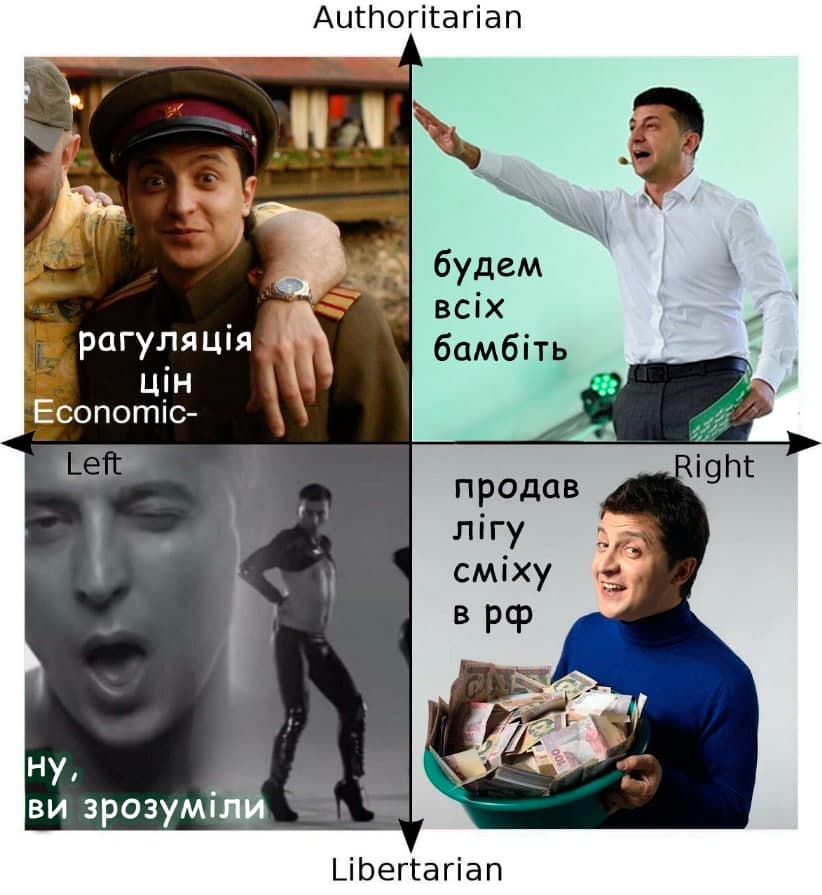 Authoritarian
рагуляція
цін
Economic-
Left
будем
всіх
бамбіть
Right
ну,
ви зрозуміли
продав
лігу
сміху
в рф
Libertarian